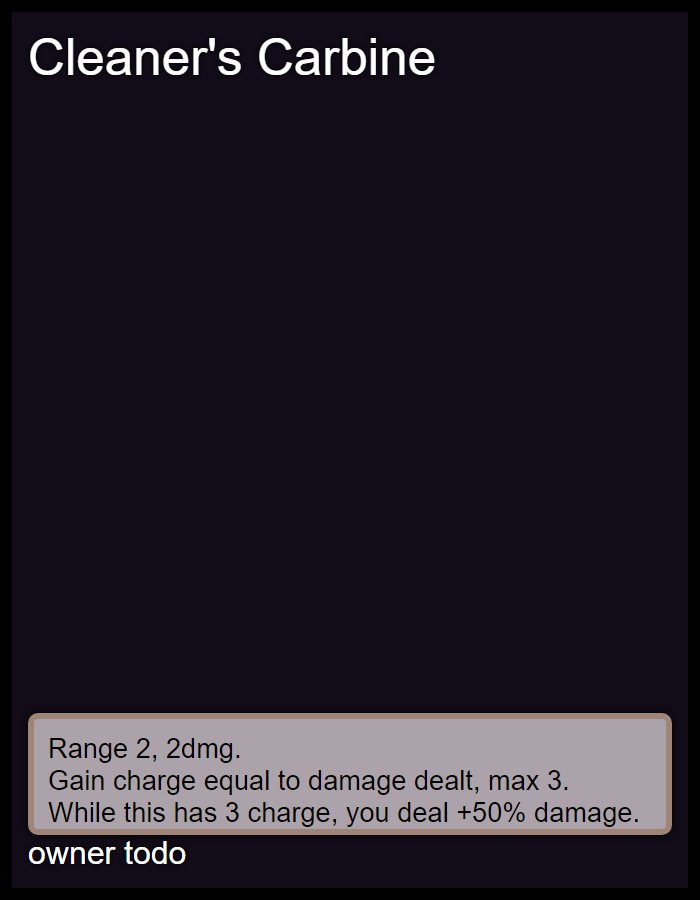 Cleaner's Carbine
Range 2, 2dmg.
Gain charge equal to damage dealt, max 3.
While this has 3 charge, you deal +50% damage.
owner todo